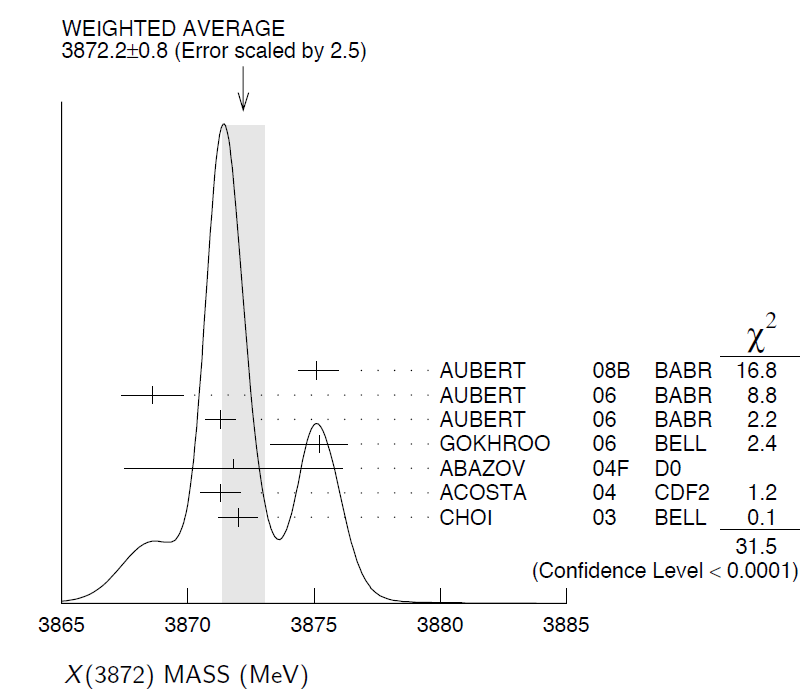 WEIGHTED AVERAGE
3872.2±0.8 (Error scaled by 2.5)
χ2
AUBERT 08B BABR 16.8
AUBERT 06 BABR 8.8
AUBERT 06 BABR 2.2
GOKHROO 06 BELL 2.4
ABAZOV 04F D0
ACOSTA 04 CDF2 1.2
CHOI 03 BELL 0.1
31.5
(Confidence Level < 0.0001)
3865 3870 3875 3880 3885
X(3872) MASS (MeV)